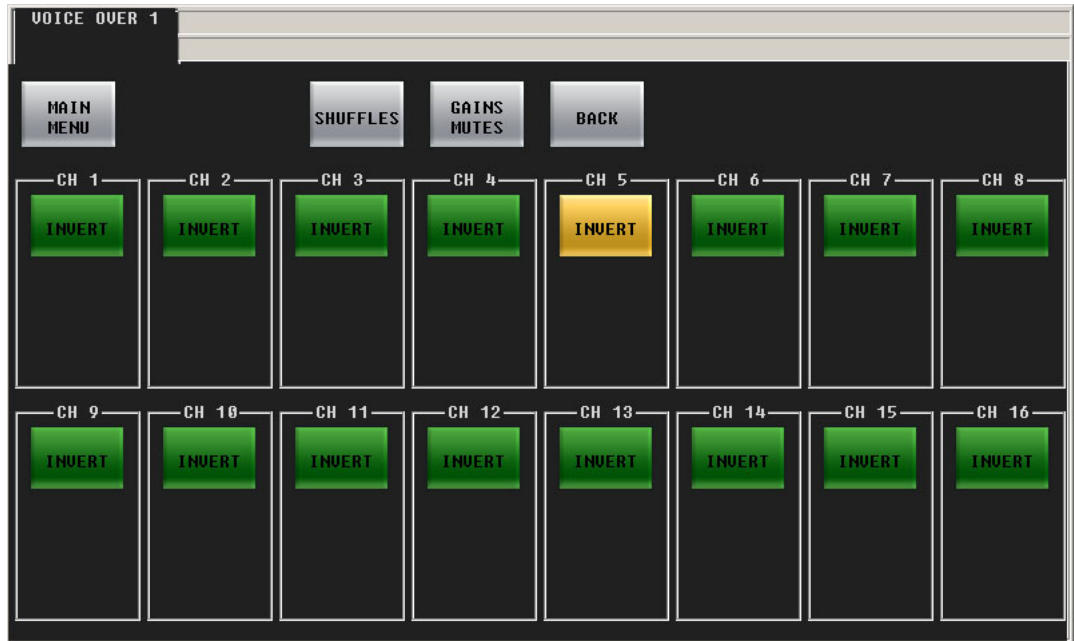 VOICE OVER 1
MAIN
MENU
SHUFFLES
GAINS
MUTES
BACK
CH 1 CH 2 CH 3 CH 4 CH 5 CH 6 CH 7 CH 8
INVERT INVERT INVERT INVERT INVERT INVERT INVERT INVERT
CH 9 CH 10 CH 11 CH 12 CH 13 CH 14 CH 15 CH 16
INVERT INVERT INVERT INVERT INVERT INVERT INVERT INVERT